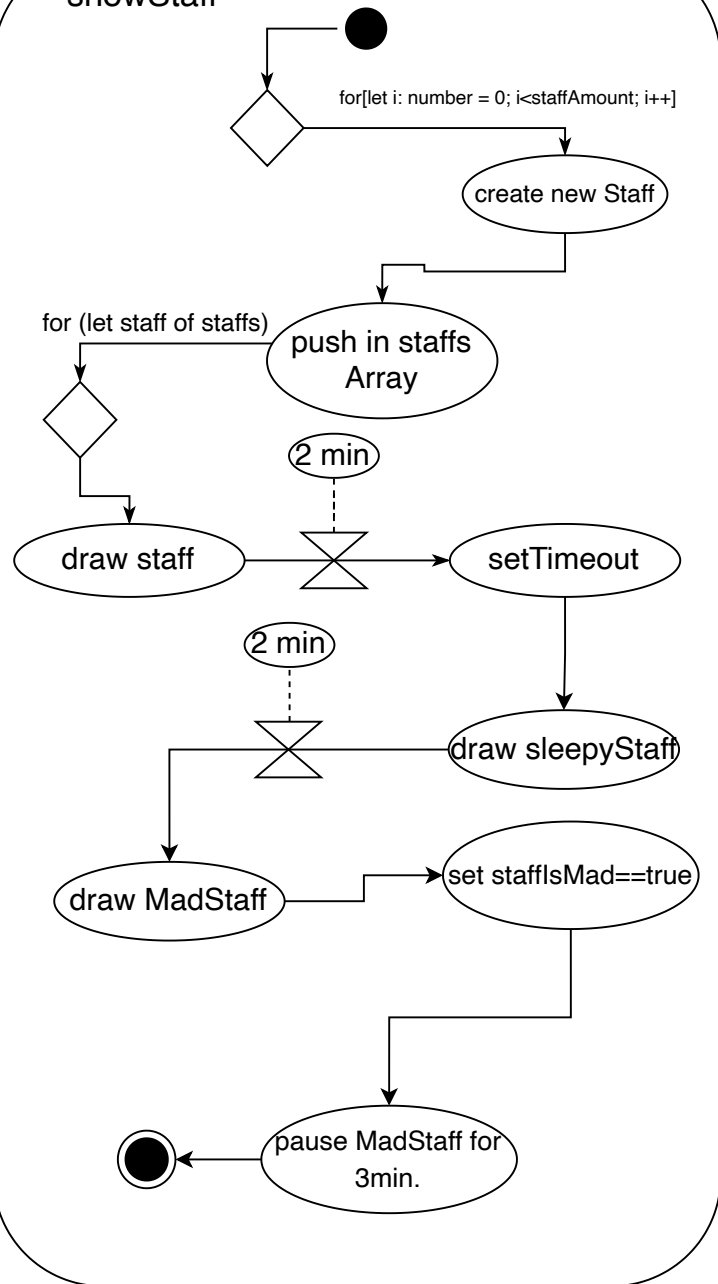 showStaff
for[let i: number = 0; i<staffAmount; i++]
create new Staff
for (let staff of staffs)
push in staffs
Array
2 min
draw staff
setTimeout
2 min
draw sleepyStaff
draw MadStaff
set staffIsMad==true
pause MadStaff for
3min.